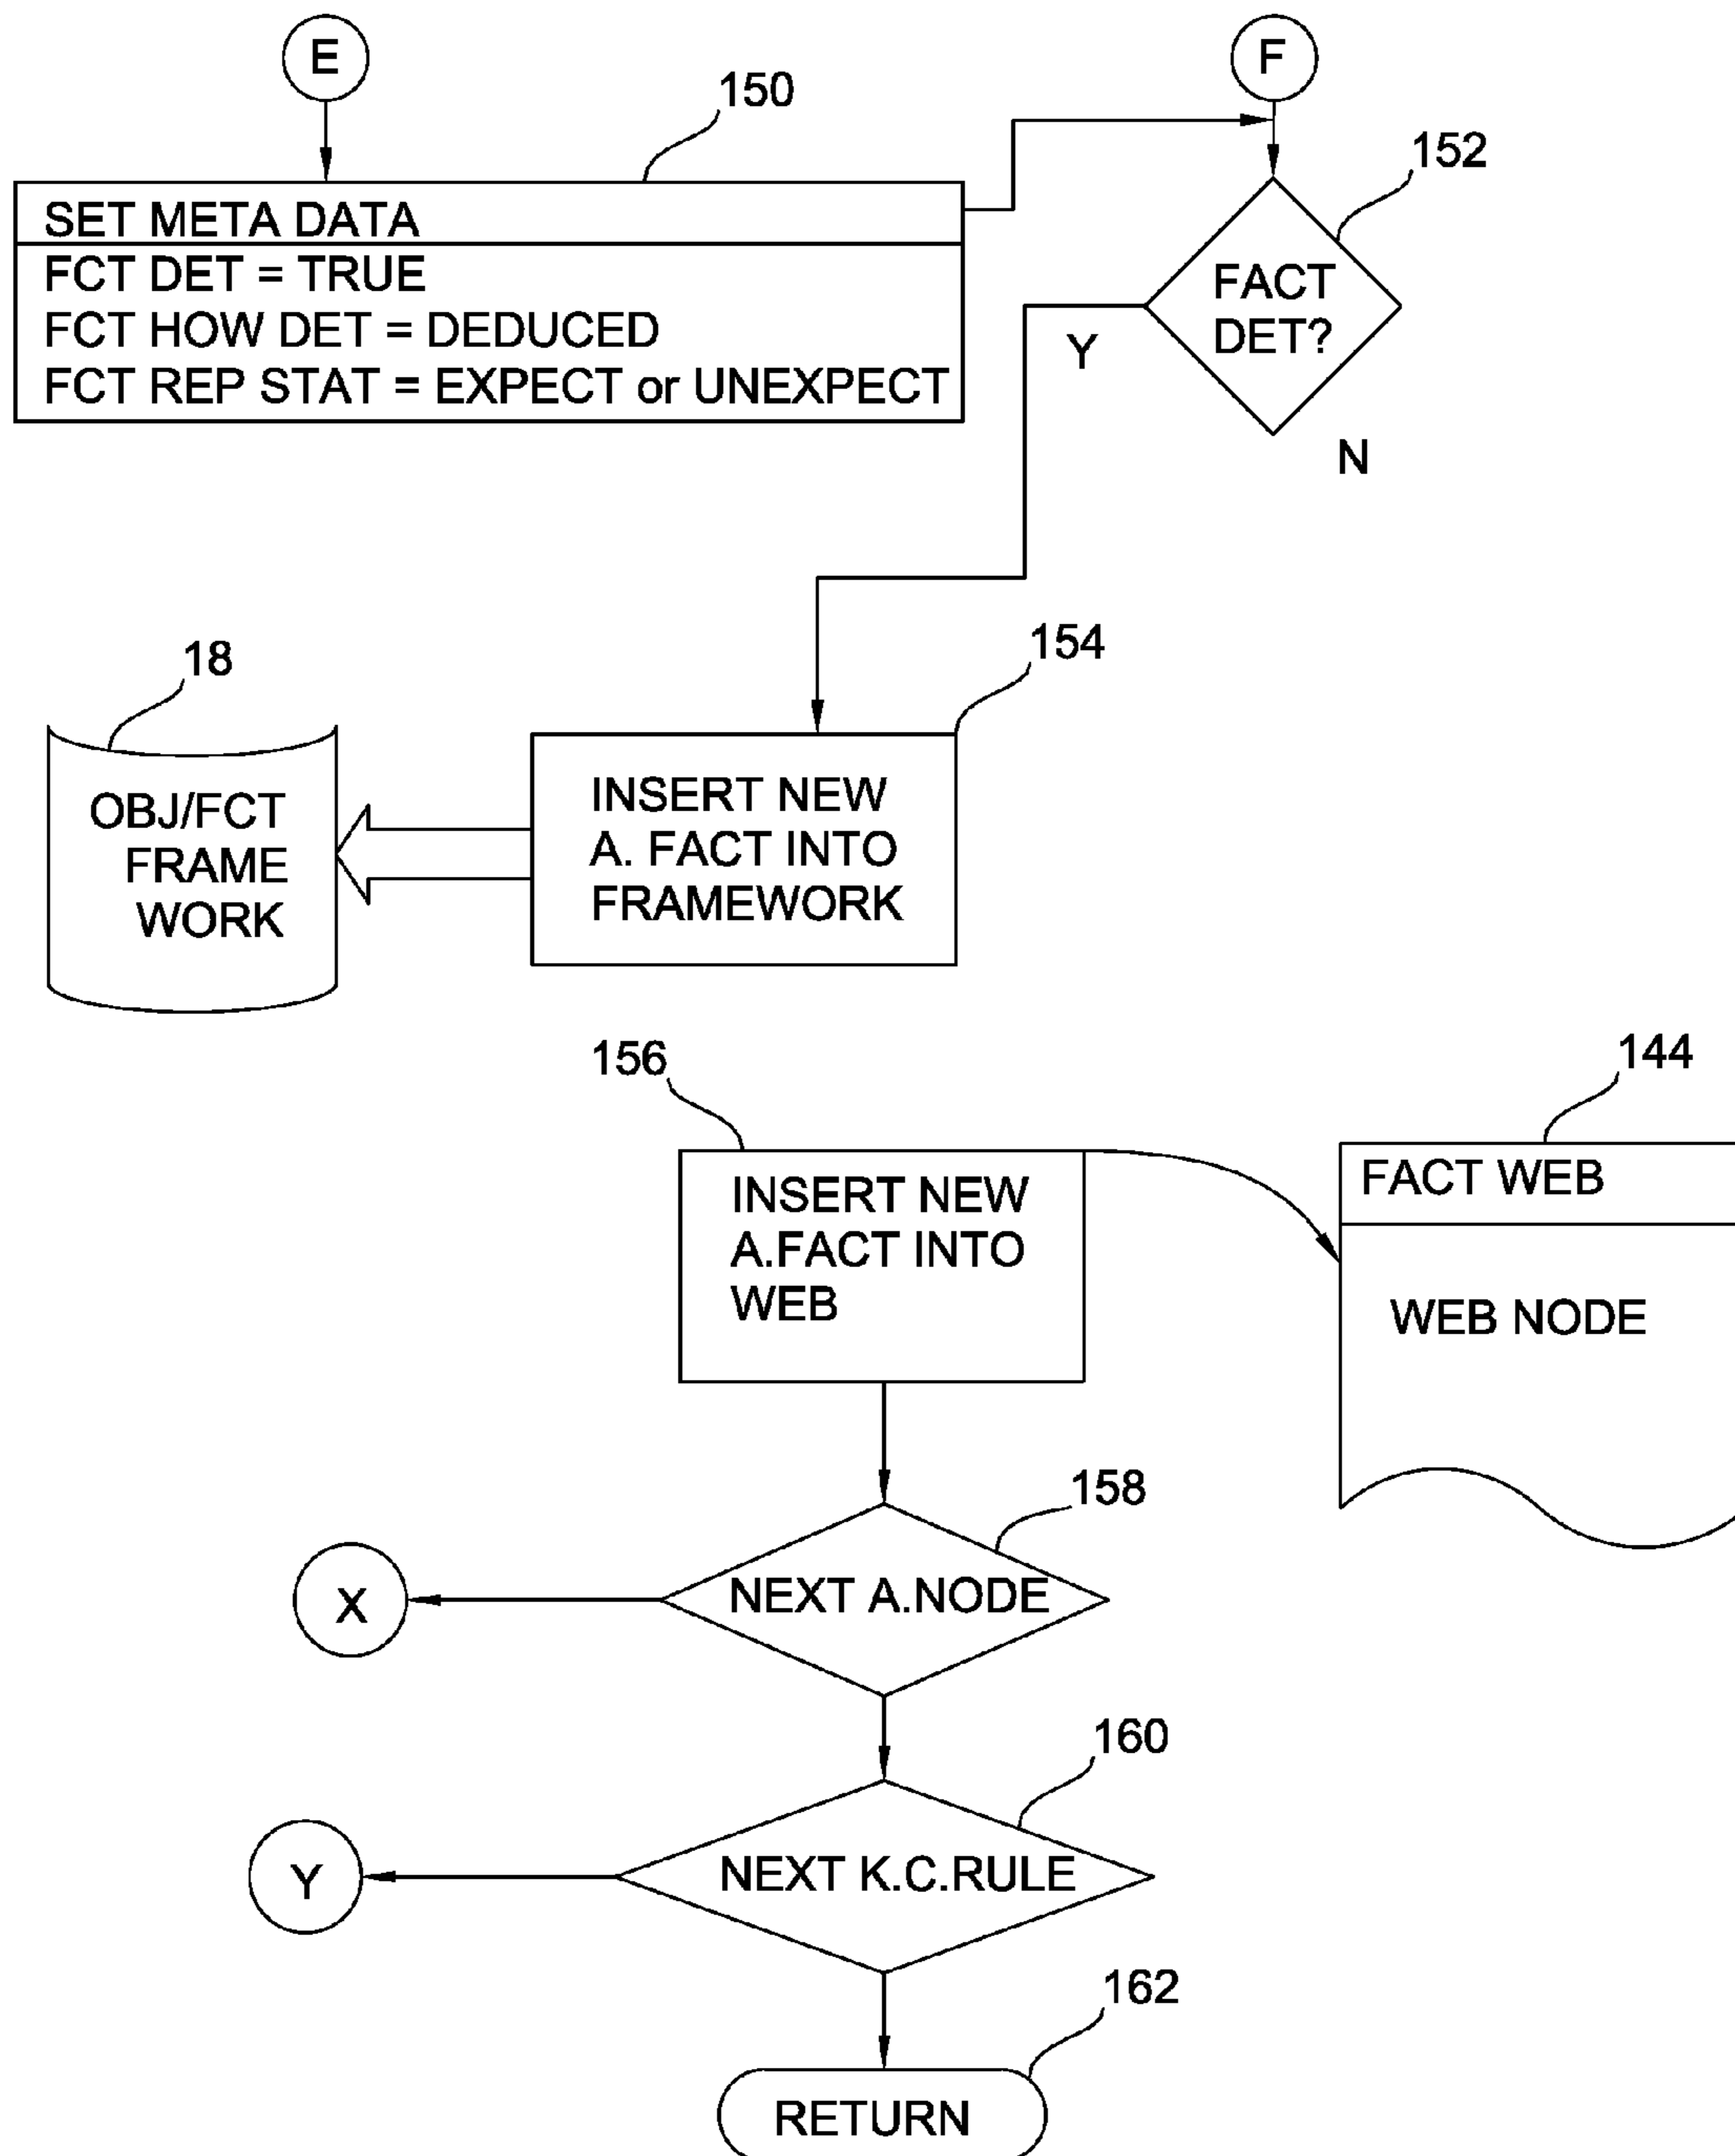 E
F
150
152
SET META DATA
FCT DET = TRUE
FCT HOW DET = DEDUCED
FCT REP STAT = EXPECT or UNEXPECT
FACT
DET?
Y
N
18
154
OBJ/FCT
FRAME
WORK
INSERT NEW
A. FACT INTO
FRAMEWORK
156
144
INSERT NEW
A.FACT INTO
WEB
FACT WEB
WEB NODE
158
X
NEXT A.NODE
160
Y
NEXT K.C.RULE
162
RETURN